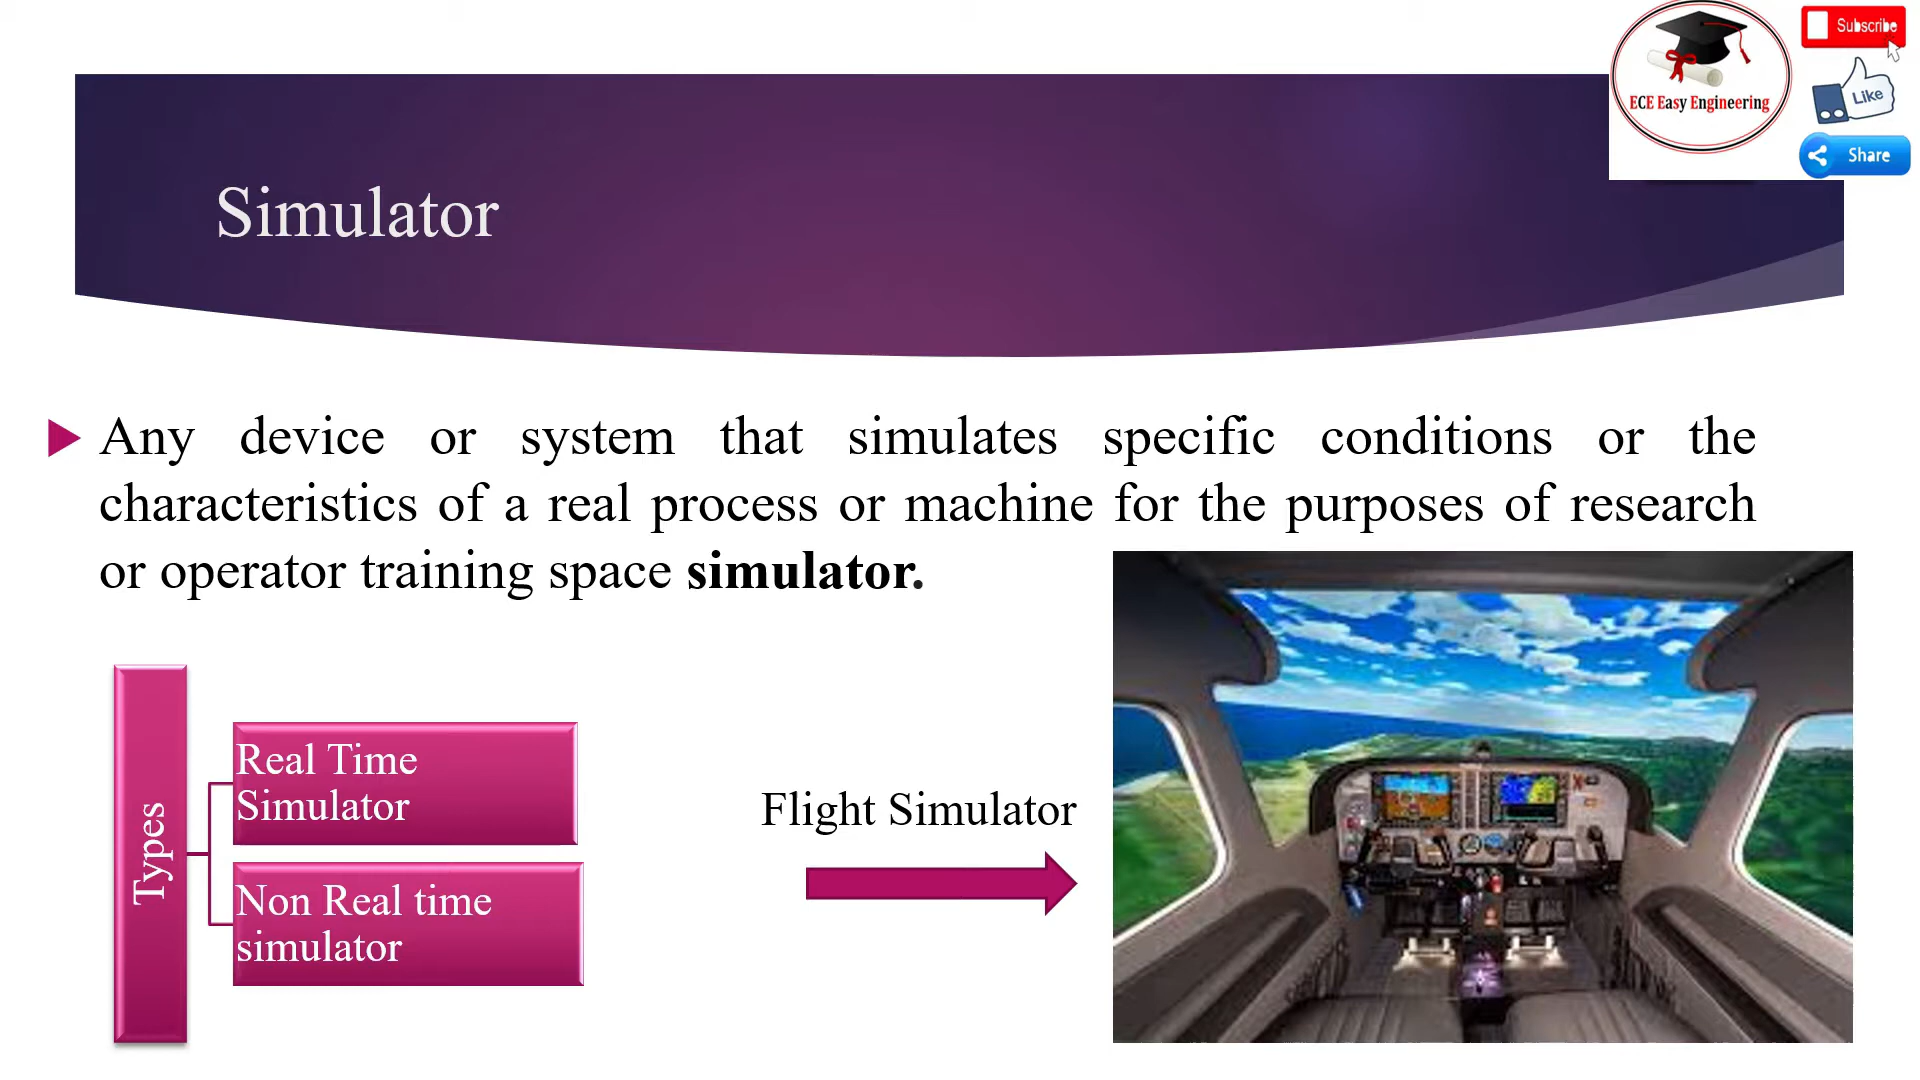 Subscribe
ECE Easy Engineering
Like
Share
Simulator
Any device or system that simulates specific conditions or the
characteristics of a real process or machine for the purposes of research
or operator training space simulator.
Types
Real Time
Simulator
Non Real time
simulator
Flight Simulator